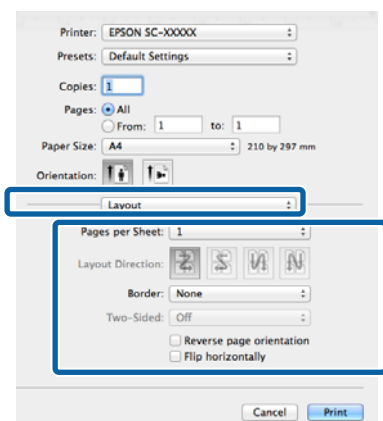 Printer: EPSON SC-XXXXX
Presets: Default Settings
Copies: 1
Pages: All
From: 1 to: 1
Paper Size: A4 210 by 297 mm
Orientation:
Layout
Pages per Sheet: 1
Layout Direction:
Border: None
Two-Sided: Off
Reverse page orientation
Flip horizontally
Cancel Print